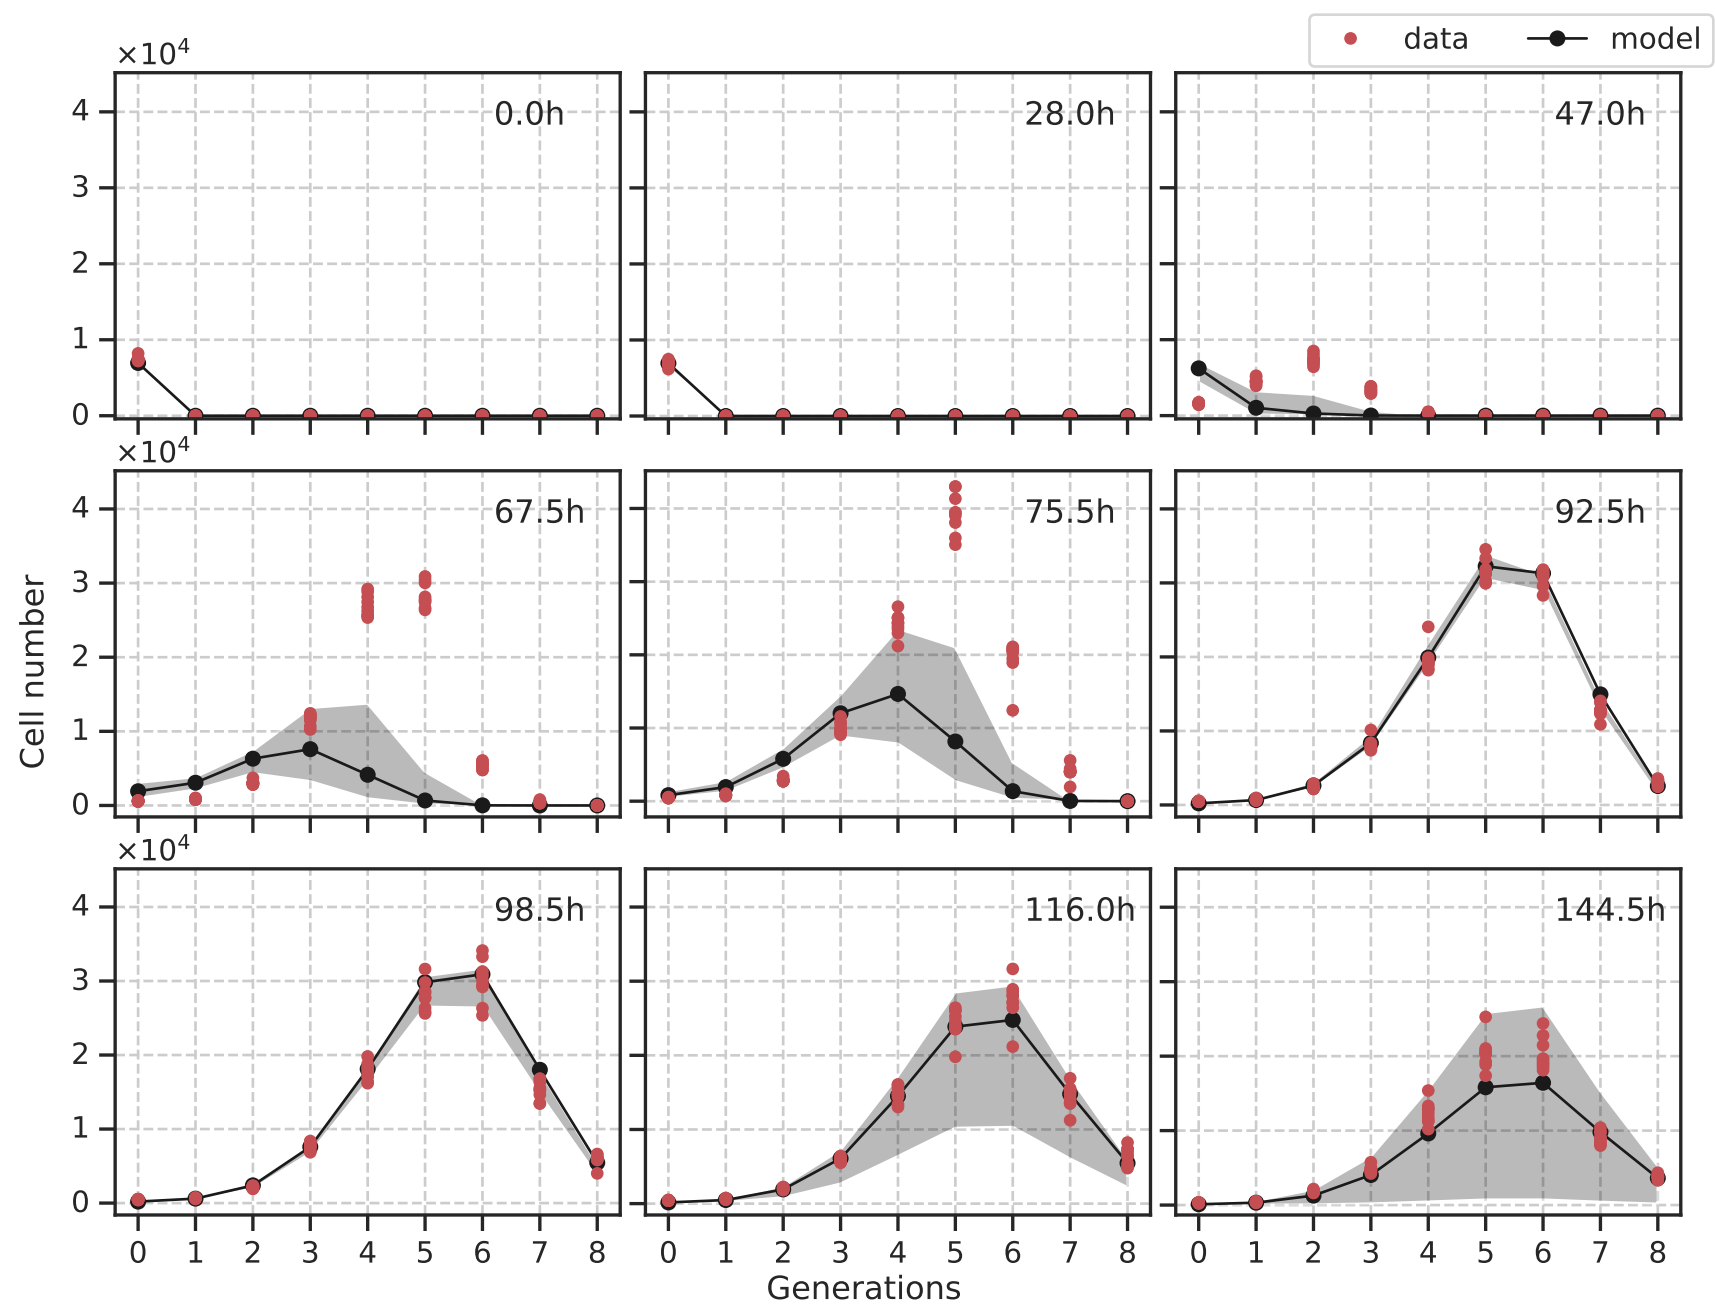 data model
×10⁴
4
3
2
1
0
0.0h
28.0h
47.0h
×10⁴
4
3
2
1
0
67.5h
75.5h
92.5h
Cell number
×10⁴
4
3
2
1
0
98.5h
116.0h
144.5h
0 1 2 3 4 5 6 7 8
0 1 2 3 4 5 6 7 8
0 1 2 3 4 5 6 7 8
Generations